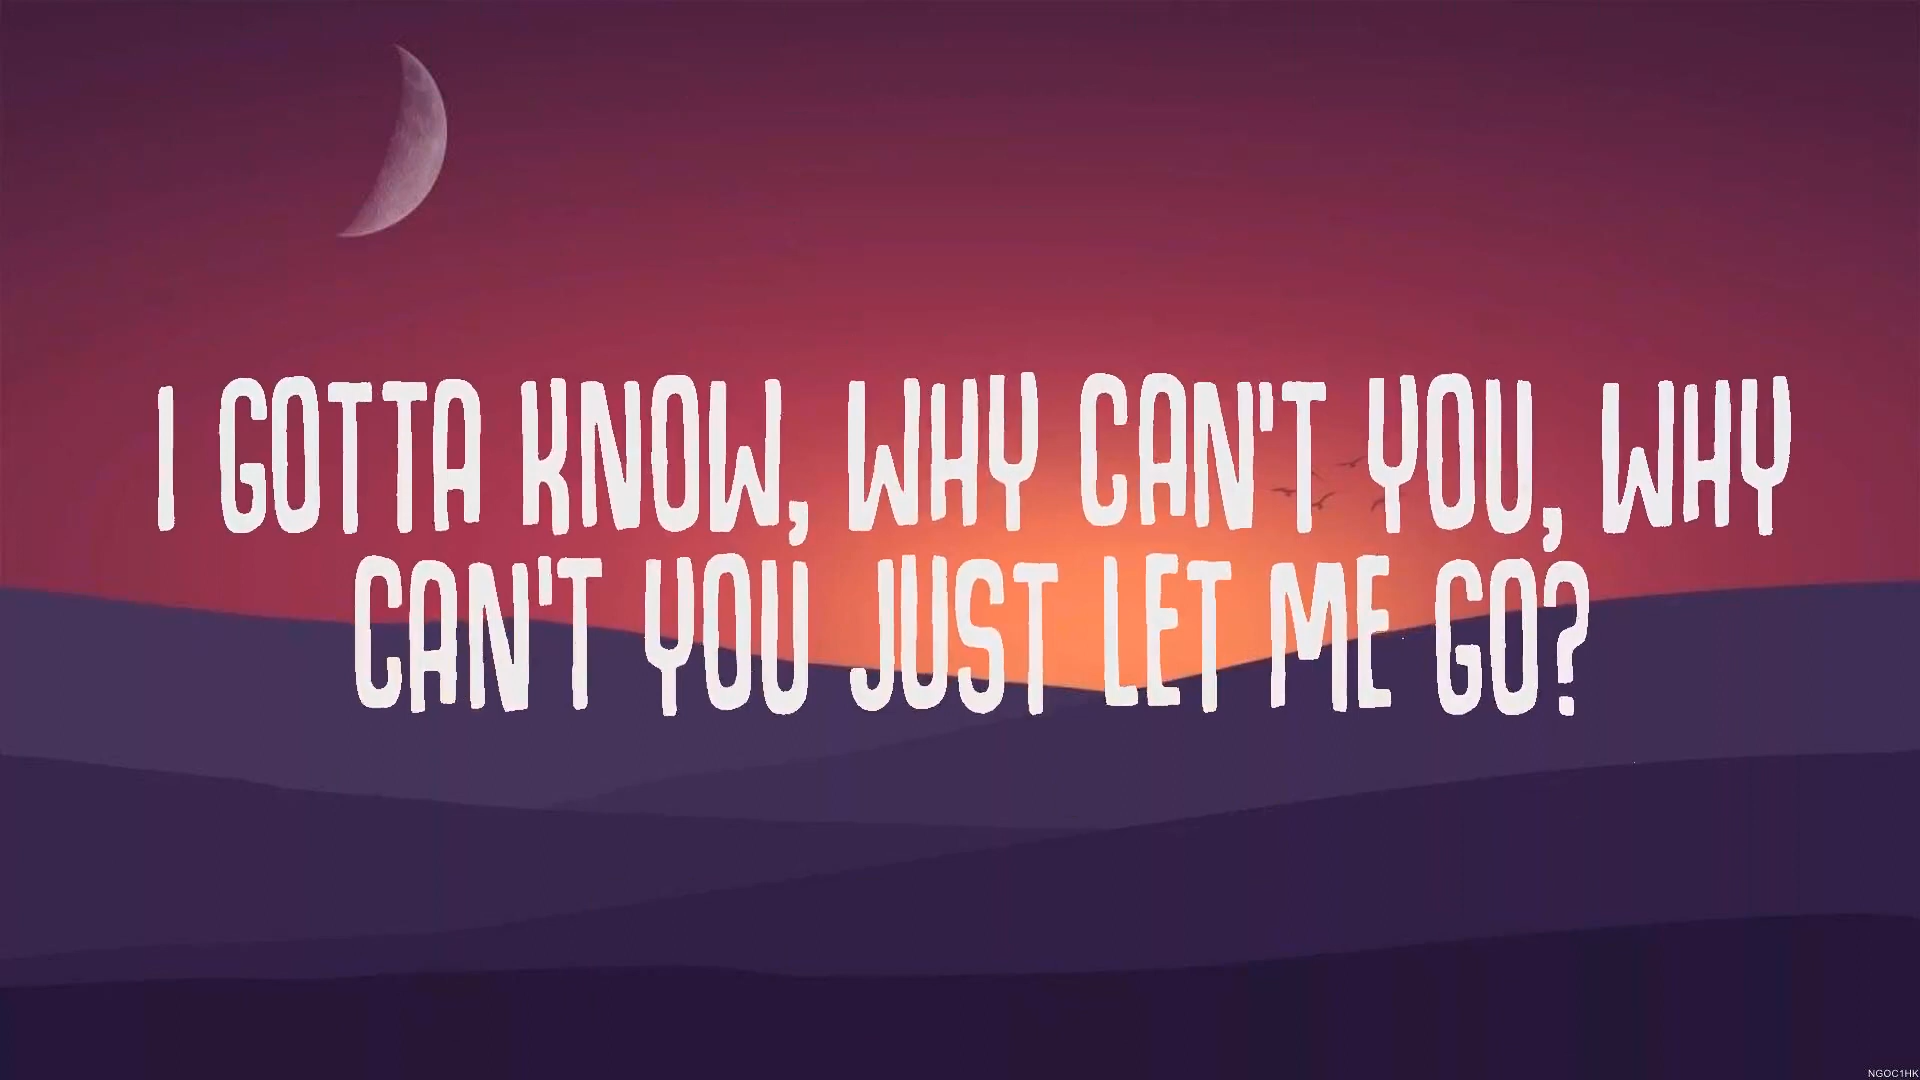 I GOTTA KNOW, WHY CAN'T YOU, WHY
CAN'T YOU JUST LET ME GO?
NGOC1HK